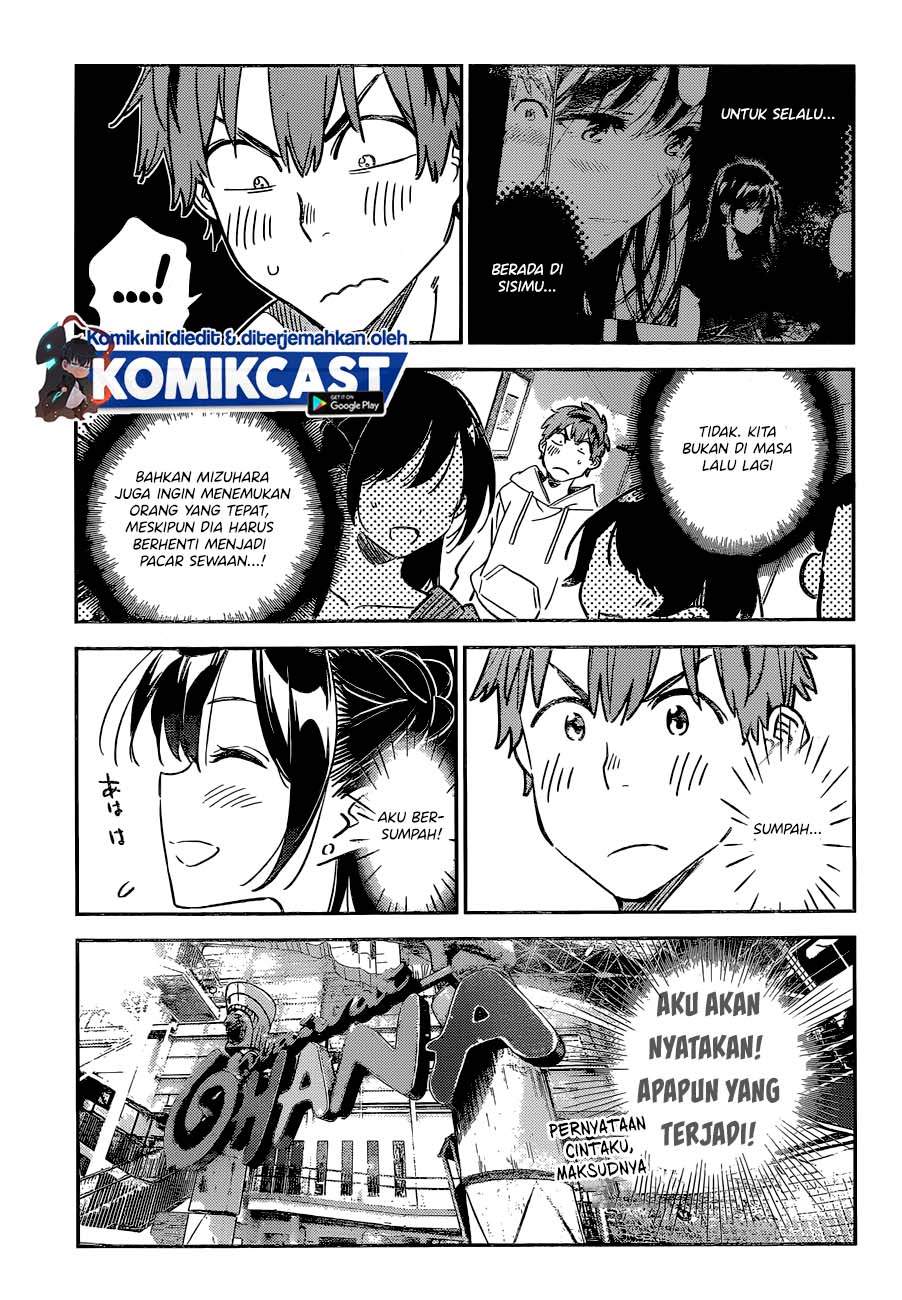 UNTUK SELALU...
BERADA DI
SISIMU...
....!
Komik ini diedit & diterjemahkan oleh
KOMIKCAST
GET IT ON
Google Play
TIDAK. KITA
BUKAN DI MASA
LALU LAGI
BAHKAN MIZUHARA
JUGA INGIN MENEMUKAN
ORANG YANG TEPAT,
MESKIPUN DIA HARUS
BERHENTI MENJADI
PACAR SEWAAN...!
SUMPAH...
AKU BER-
SUMPAH!
あはは
AKU AKAN
NYATAKAN!
APAPUN YANG
TERJADI!
PERNYATAAN
CINTAKU,
MAKSUDNYA
OHANA